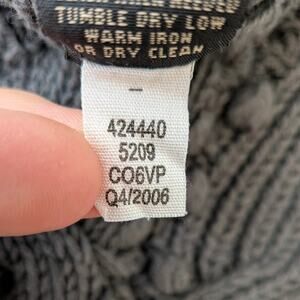 TUMBLE DRY LOW
WARM IRON
OR DRY CLEAN
–
424440
5209
CO6VP
Q4/2006